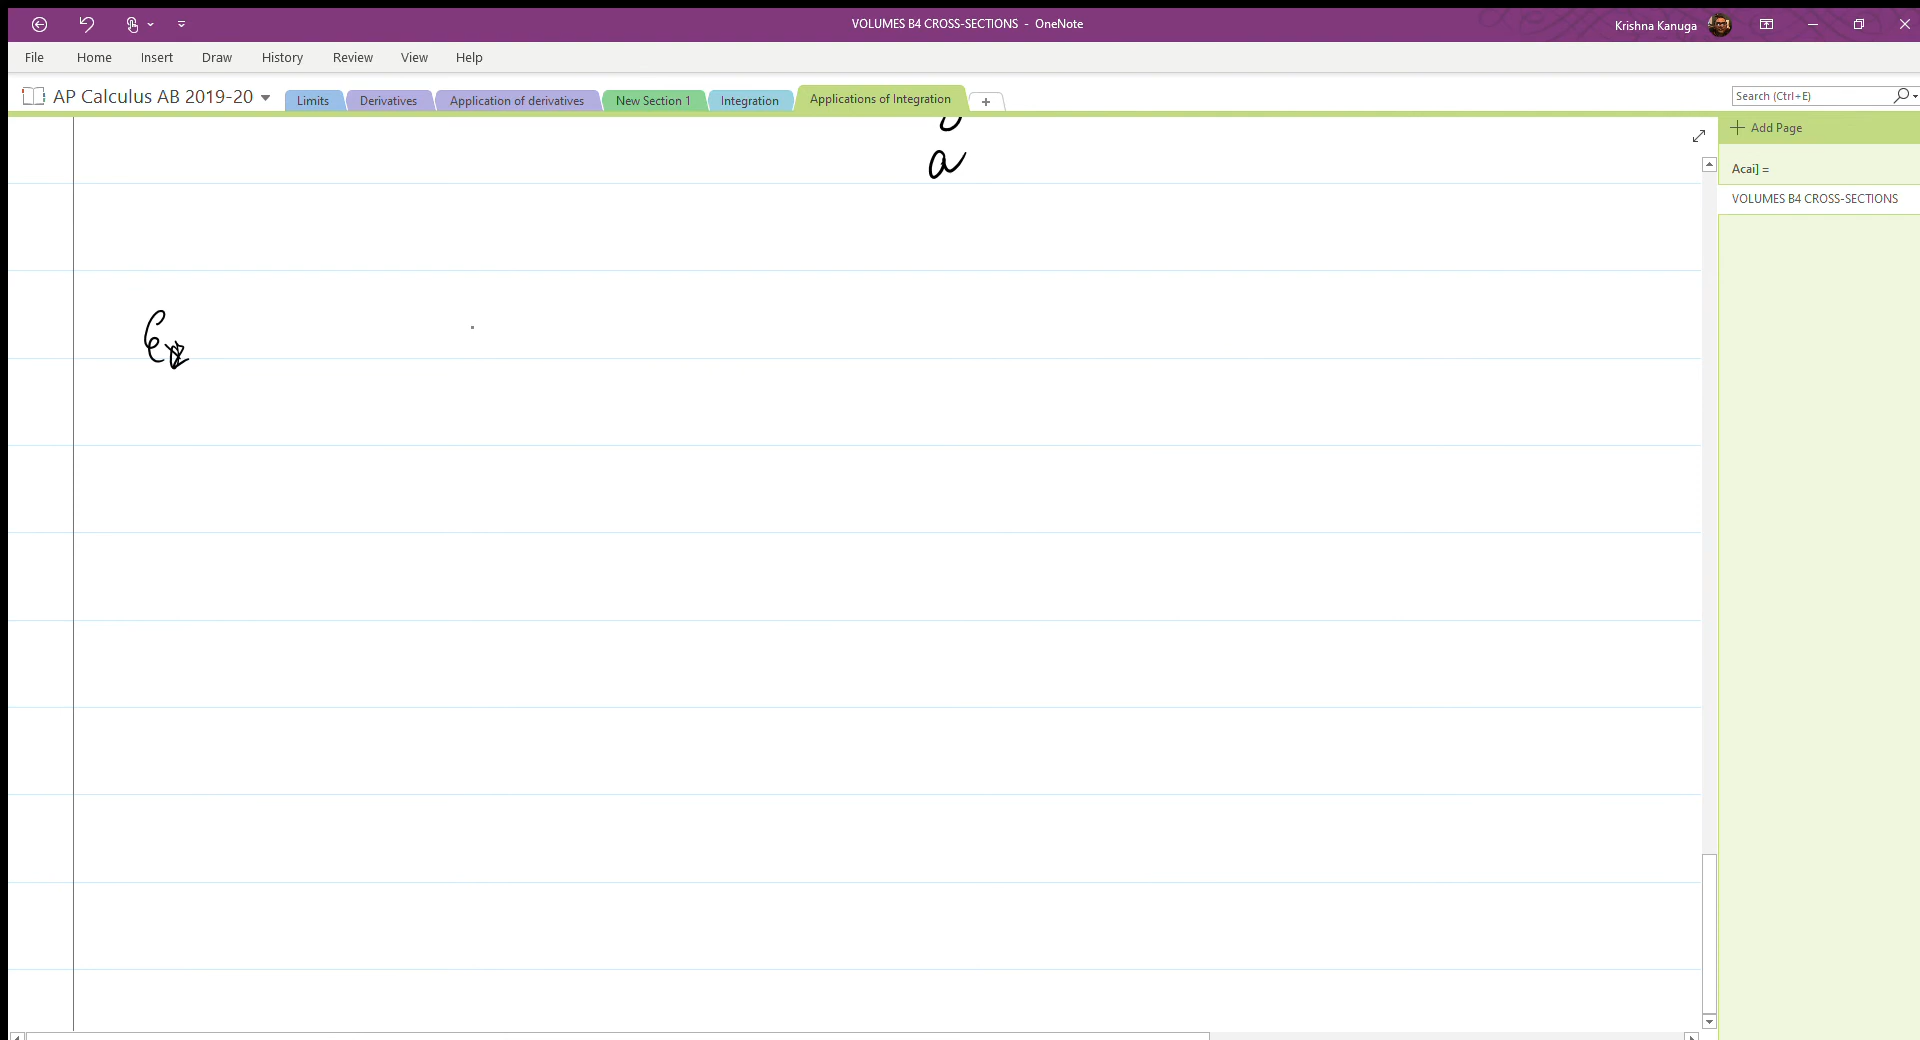 VOLUMES B4 CROSS-SECTIONS - OneNote
Krishna Kanuga
File Home Insert Draw History Review View Help
AP Calculus AB 2019-20
Limits Derivatives Application of derivatives New Section 1 Integration Applications of Integration +
Search (Ctrl+E)
Add Page
a
Acai] =
VOLUMES B4 CROSS-SECTIONS